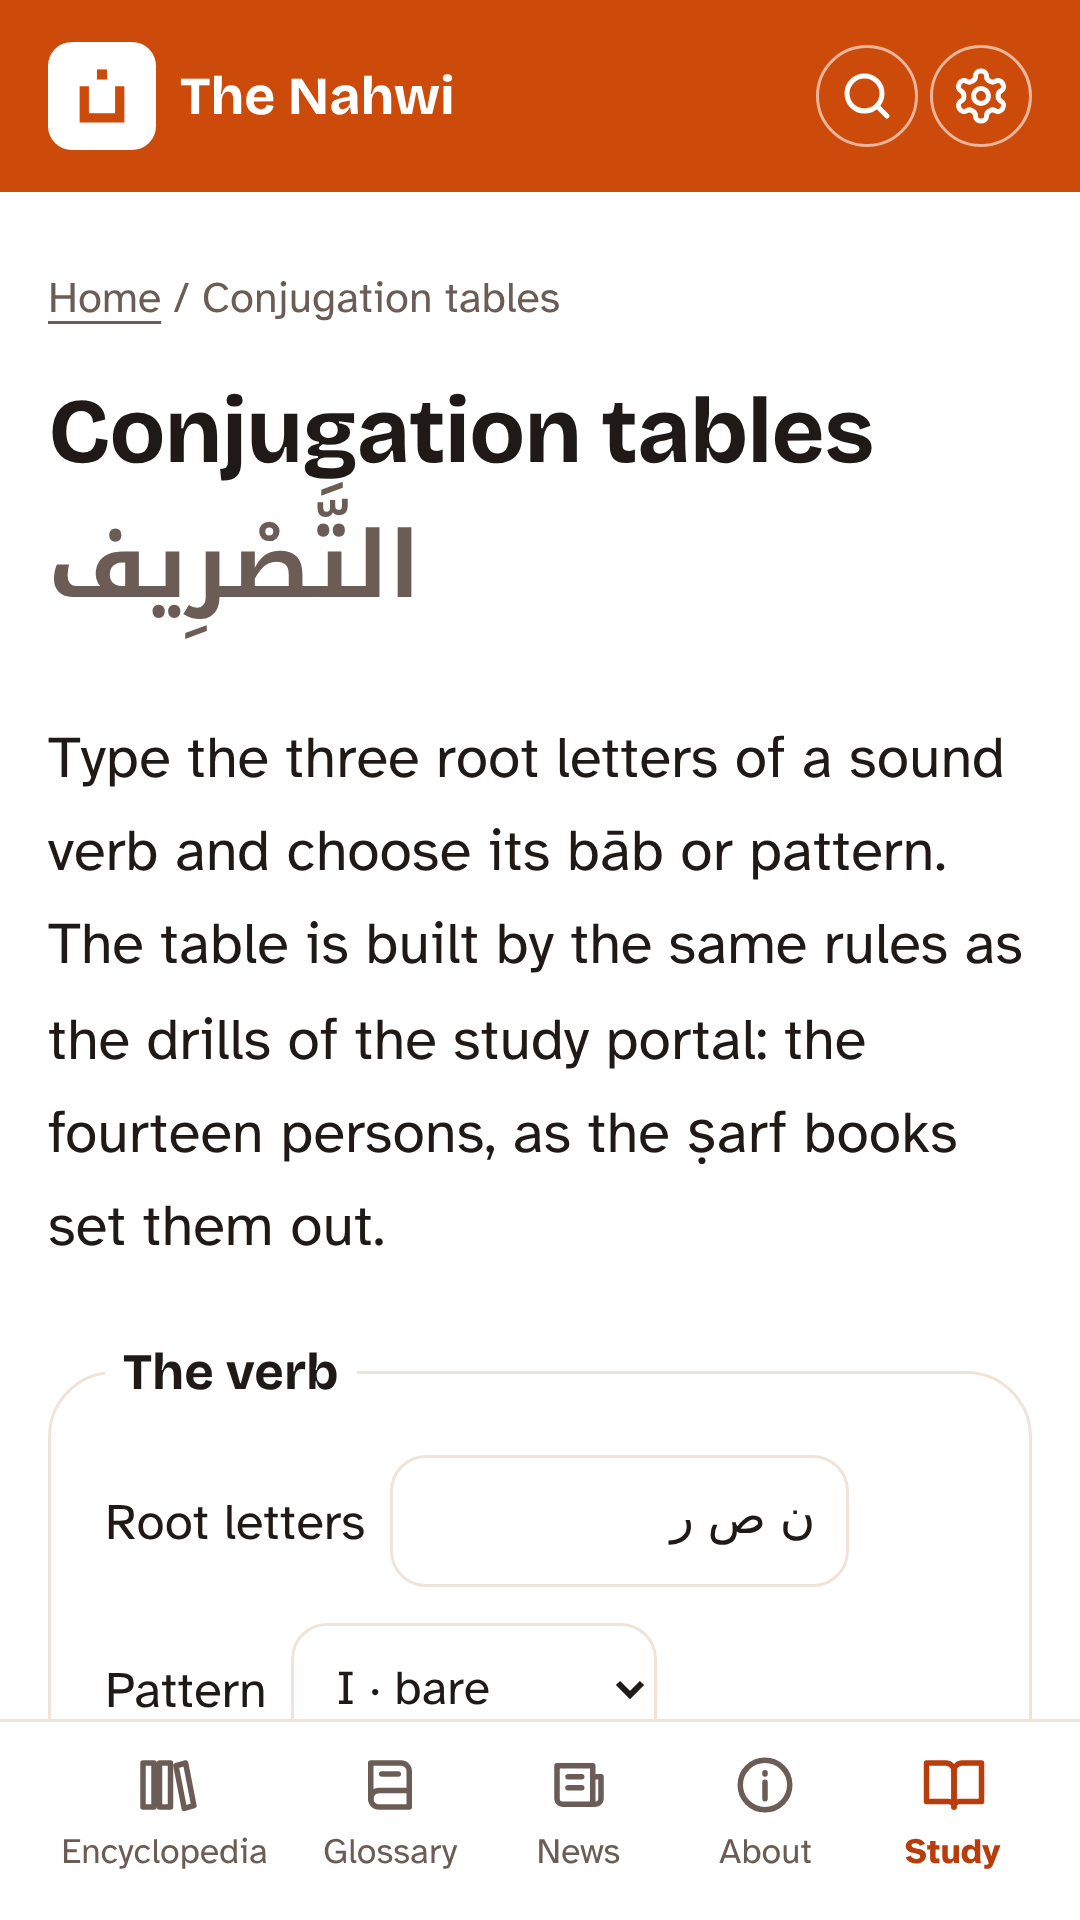 The Nahwi
Home / Conjugation tables
Conjugation tables
التَّصْرِيف
Type the three root letters of a sound
verb and choose its bāb or pattern.
The table is built by the same rules as
the drills of the study portal: the
fourteen persons, as the ṣarf books
set them out.
The verb
Root letters ن ص ر
Pattern I · bare
Encyclopedia Glossary News About Study